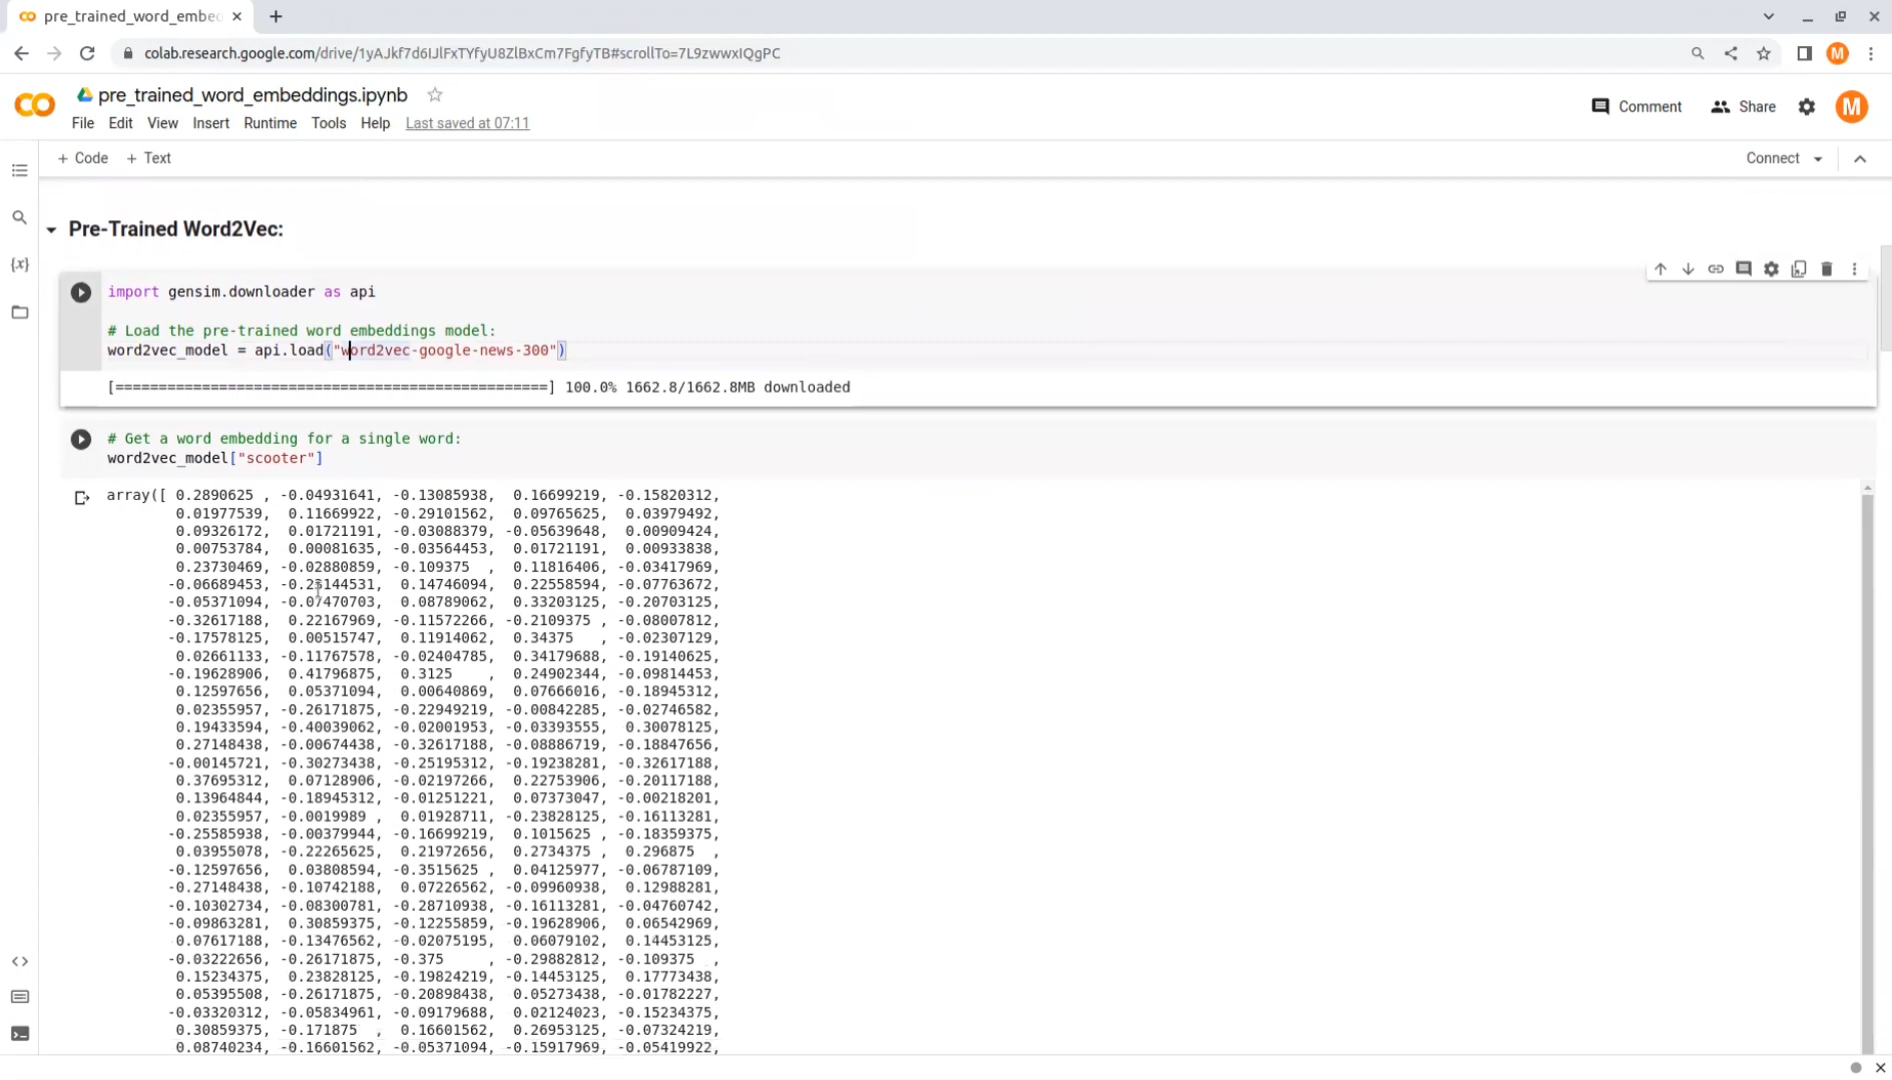 pre_trained_word_embe
colab.research.google.com/drive/1yAJkf7d6IJlFxTYfyU8ZlBxCm7FgfyTB#scrollTo=7L9zwwxIQgPC
M
pre_trained_word_embeddings.ipynb
Comment
Share
M
File Edit View Insert Runtime Tools Help Last saved at 07:11
+ Code + Text
Connect
Pre-Trained Word2Vec:
import gensim.downloader as api
# Load the pre-trained word embeddings model:
word2vec_model = api.load("word2vec-google-news-300")
[==================================================] 100.0% 1662.8/1662.8MB downloaded
# Get a word embedding for a single word:
word2vec_model["scooter"]
array([ 0.2890625 , -0.04931641, -0.13085938, 0.16699219, -0.15820312,
0.01977539, 0.11669922, -0.29101562, 0.09765625, 0.03979492,
0.09326172, 0.01721191, -0.03088379, -0.05639648, 0.00909424,
0.00753784, 0.00081635, -0.03564453, 0.01721191, 0.00933838,
0.23730469, -0.02880859, -0.109375 , 0.11816406, -0.03417969,
-0.06689453, -0.23144531, 0.14746094, 0.22558594, -0.07763672,
-0.05371094, -0.07470703, 0.08789062, 0.33203125, -0.20703125,
-0.32617188, 0.22167969, -0.11572266, -0.2109375 , -0.08007812,
-0.17578125, 0.00515747, 0.11914062, 0.34375 , -0.02307129,
0.02661133, -0.11767578, -0.02404785, 0.34179688, -0.19140625,
-0.19628906, 0.41796875, 0.3125 , 0.24902344, -0.09814453,
0.12597656, 0.05371094, 0.00640869, 0.07666016, -0.18945312,
0.02355957, -0.26171875, -0.22949219, -0.00842285, -0.02746582,
0.19433594, -0.40039062, -0.02001953, -0.03393555, 0.30078125,
0.27148438, -0.00674438, -0.32617188, -0.08886719, -0.18847656,
-0.00145721, -0.30273438, -0.25195312, -0.19238281, -0.32617188,
0.37695312, 0.07128906, -0.02197266, 0.22753906, -0.20117188,
0.13964844, -0.18945312, -0.01251221, 0.07373047, -0.00218201,
0.02355957, -0.0019989 , 0.01928711, -0.23828125, -0.16113281,
-0.25585938, -0.00379944, -0.16699219, 0.1015625 , -0.18359375,
0.03955078, -0.22265625, 0.21972656, 0.2734375 , 0.296875 ,
-0.12597656, 0.03808594, -0.3515625 , 0.04125977, -0.06787109,
-0.27148438, -0.10742188, 0.07226562, -0.09960938, 0.12988281,
-0.10302734, -0.08300781, -0.28710938, -0.16113281, -0.04760742,
-0.09863281, 0.30859375, -0.12255859, -0.19628906, 0.06542969,
0.07617188, -0.13476562, -0.02075195, 0.06079102, 0.14453125,
-0.03222656, -0.26171875, -0.375 , -0.29882812, -0.109375 ,
0.15234375, 0.23828125, -0.19824219, -0.14453125, 0.17773438,
0.05395508, -0.26171875, -0.20898438, 0.05273438, -0.01782227,
-0.03320312, -0.05834961, -0.09179688, 0.02124023, -0.15234375,
0.30859375, -0.171875 , 0.16601562, 0.26953125, -0.07324219,
0.08740234, -0.16601562, -0.05371094, -0.15917969, -0.05419922,